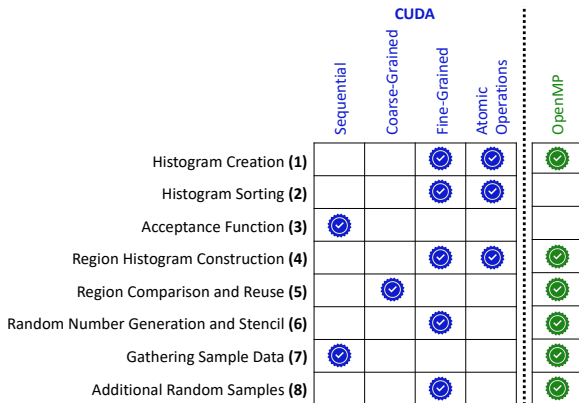 CUDA
Sequential
Coarse-Grained
Fine-Grained
Atomic
Operations
OpenMP
Histogram Creation (1)
Histogram Sorting (2)
Acceptance Function (3)
Region Histogram Construction (4)
Region Comparison and Reuse (5)
Random Number Generation and Stencil (6)
Gathering Sample Data (7)
Additional Random Samples (8)